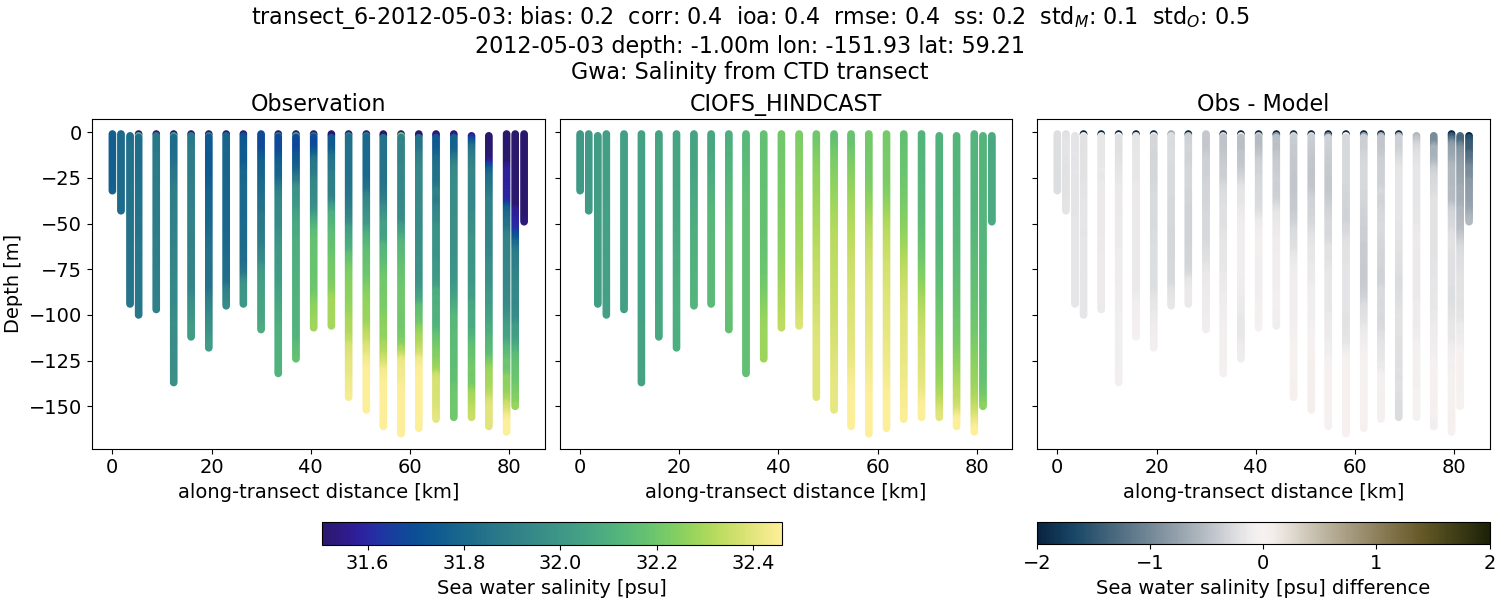 transect_6-2012-05-03: bias: 0.2  corr: 0.4  ioa: 0.4  rmse: 0.4  ss: 0.2  std_M: 0.1  std_O: 0.5
2012-05-03 depth: -1.00m lon: -151.93 lat: 59.21
Gwa: Salinity from CTD transect
Observation
CIOFS_HINDCAST
Obs - Model
Depth [m]
0
−25
−50
−75
−100
−125
−150
0 20 40 60 80
0 20 40 60 80
0 20 40 60 80
along-transect distance [km]
along-transect distance [km]
along-transect distance [km]
31.6 31.8 32.0 32.2 32.4
Sea water salinity [psu]
−2 −1 0 1 2
Sea water salinity [psu] difference